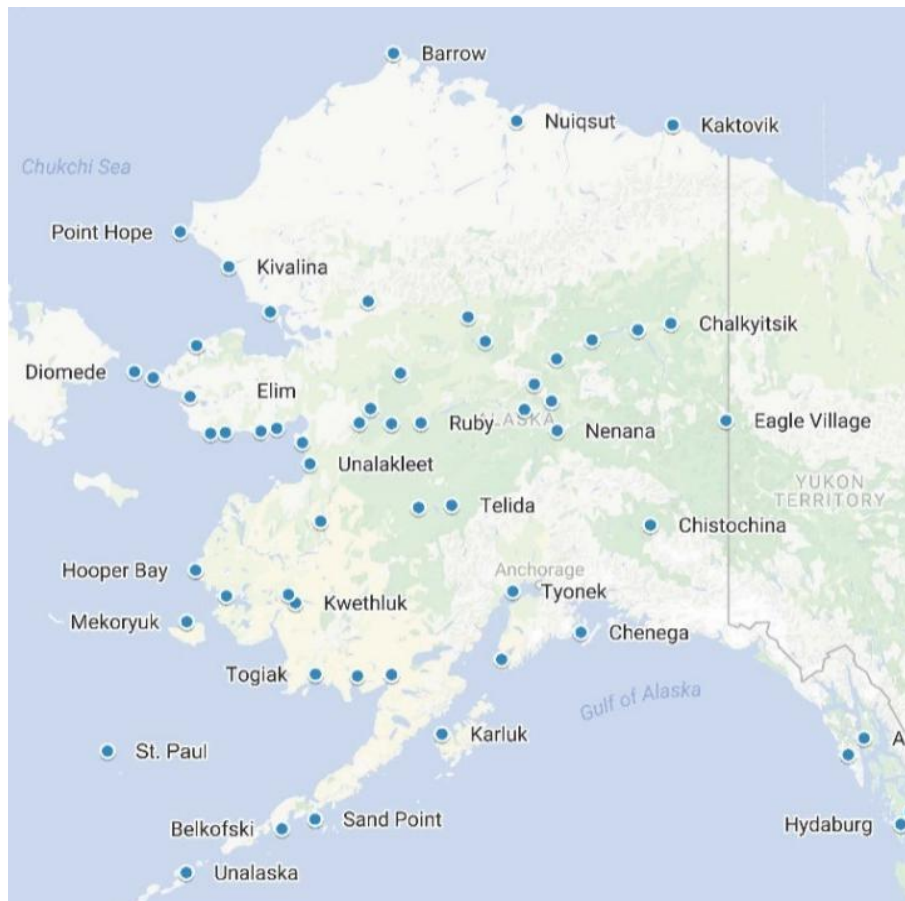 Barrow
Nuiqsut
Kaktovik
Chukchi Sea
Point Hope
Kivalina
Chalkyitsik
Diomede
Elim
Ruby
ALASKA
Nenana
Eagle Village
Unalakleet
YUKON
TERRITORY
Telida
Chistochina
Hooper Bay
Anchorage
Tyonek
Kwethluk
Mekoryuk
Chenega
Togiak
Gulf of Alaska
Karluk
A
St. Paul
Sand Point
Belkofski
Hydaburg
Unalaska